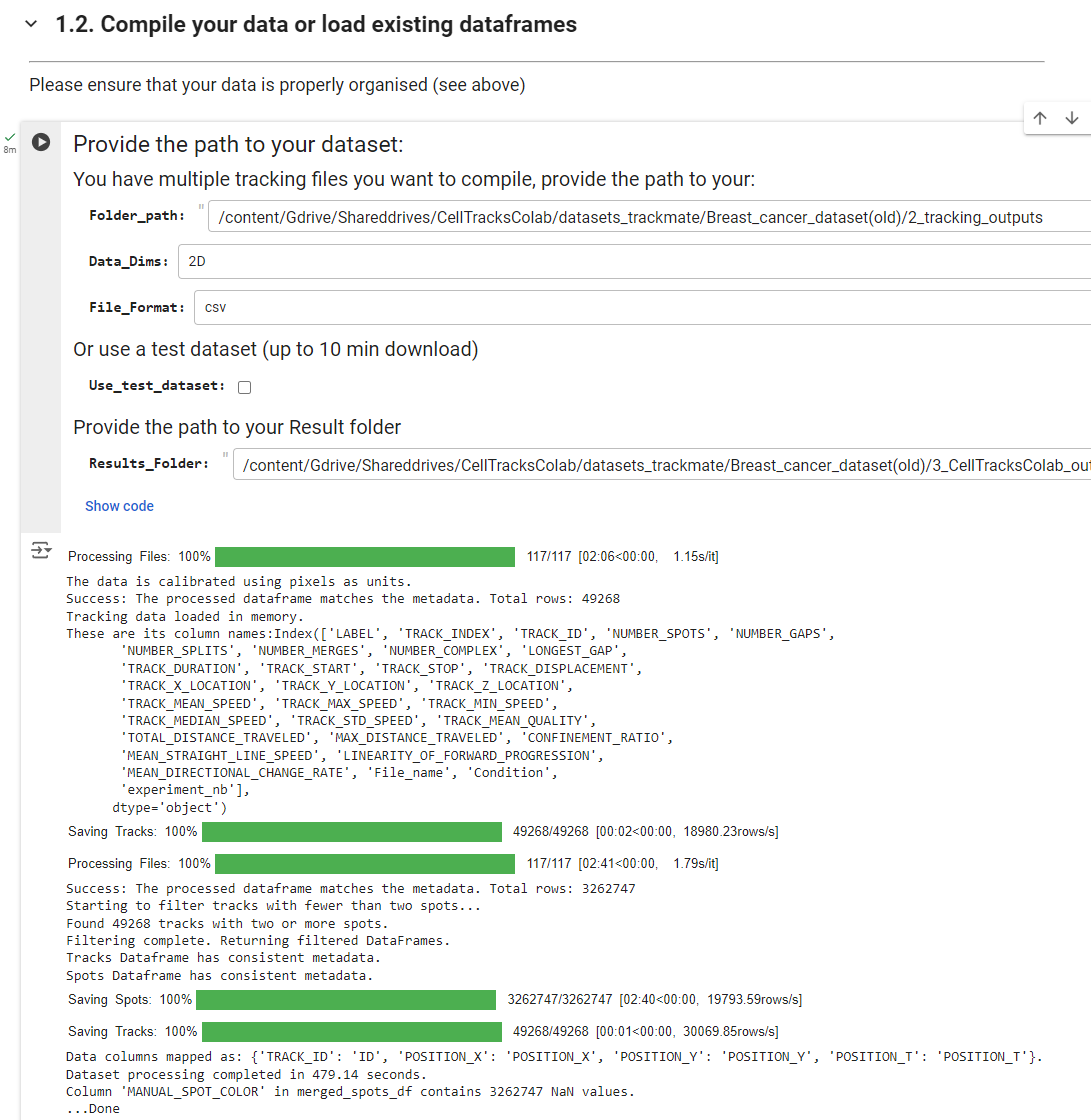 1.2. Compile your data or load existing dataframes
Please ensure that your data is properly organised (see above)
8m
Provide the path to your dataset:
You have multiple tracking files you want to compile, provide the path to your:
Folder_path: " /content/Gdrive/Shareddrives/CellTracksColab/datasets_trackmate/Breast_cancer_dataset(old)/2_tracking_outputs
Data_Dims: 2D
File_Format: csv
Or use a test dataset (up to 10 min download)
Use_test_dataset:
Provide the path to your Result folder
Results_Folder: " /content/Gdrive/Shareddrives/CellTracksColab/datasets_trackmate/Breast_cancer_dataset(old)/3_CellTracksColab_ou
Show code
Processing Files: 100% 117/117 [02:06<00:00, 1.15s/it]
The data is calibrated using pixels as units.
Success: The processed dataframe matches the metadata. Total rows: 49268
Tracking data loaded in memory.
These are its column names:Index(['LABEL', 'TRACK_INDEX', 'TRACK_ID', 'NUMBER_SPOTS', 'NUMBER_GAPS',
'NUMBER_SPLITS', 'NUMBER_MERGES', 'NUMBER_COMPLEX', 'LONGEST_GAP',
'TRACK_DURATION', 'TRACK_START', 'TRACK_STOP', 'TRACK_DISPLACEMENT',
'TRACK_X_LOCATION', 'TRACK_Y_LOCATION', 'TRACK_Z_LOCATION',
'TRACK_MEAN_SPEED', 'TRACK_MAX_SPEED', 'TRACK_MIN_SPEED',
'TRACK_MEDIAN_SPEED', 'TRACK_STD_SPEED', 'TRACK_MEAN_QUALITY',
'TOTAL_DISTANCE_TRAVELED', 'MAX_DISTANCE_TRAVELED', 'CONFINEMENT_RATIO',
'MEAN_STRAIGHT_LINE_SPEED', 'LINEARITY_OF_FORWARD_PROGRESSION',
'MEAN_DIRECTIONAL_CHANGE_RATE', 'File_name', 'Condition',
'experiment_nb'],
dtype='object')
Saving Tracks: 100% 49268/49268 [00:02<00:00, 18980.23rows/s]
Processing Files: 100% 117/117 [02:41<00:00, 1.79s/it]
Success: The processed dataframe matches the metadata. Total rows: 3262747
Starting to filter tracks with fewer than two spots...
Found 49268 tracks with two or more spots.
Filtering complete. Returning filtered DataFrames.
Tracks Dataframe has consistent metadata.
Spots Dataframe has consistent metadata.
Saving Spots: 100% 3262747/3262747 [02:40<00:00, 19793.59rows/s]
Saving Tracks: 100% 49268/49268 [00:01<00:00, 30069.85rows/s]
Data columns mapped as: {'TRACK_ID': 'ID', 'POSITION_X': 'POSITION_X', 'POSITION_Y': 'POSITION_Y', 'POSITION_T': 'POSITION_T'}.
Dataset processing completed in 479.14 seconds.
Column 'MANUAL_SPOT_COLOR' in merged_spots_df contains 3262747 NaN values.
...Done